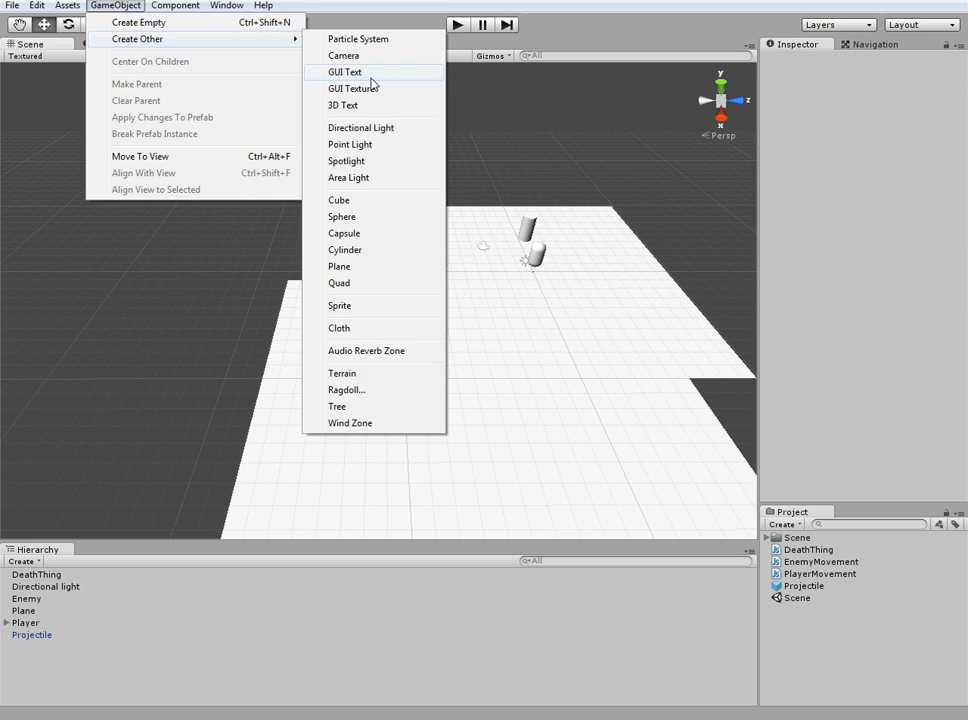 File Edit Assets GameObject Component Window Help
Create Empty Ctrl+Shift+N
Create Other
Center On Children
Make Parent
Clear Parent
Apply Changes To Prefab
Break Prefab Instance
Move To View Ctrl+Alt+F
Align With View Ctrl+Shift+F
Align View to Selected
Particle System
Camera
GUI Text
GUI Texture
3D Text
Directional Light
Point Light
Spotlight
Area Light
Cube
Sphere
Capsule
Cylinder
Plane
Quad
Sprite
Cloth
Audio Reverb Zone
Terrain
Ragdoll...
Tree
Wind Zone
Layers Layout
Scene
Textured
Gizmos All
y
z
x
Persp
Inspector Navigation
Hierarchy
Create All
DeathThing
Directional light
Enemy
Plane
Player
Projectile
Project
Create
Scene
DeathThing
EnemyMovement
PlayerMovement
Projectile
Scene